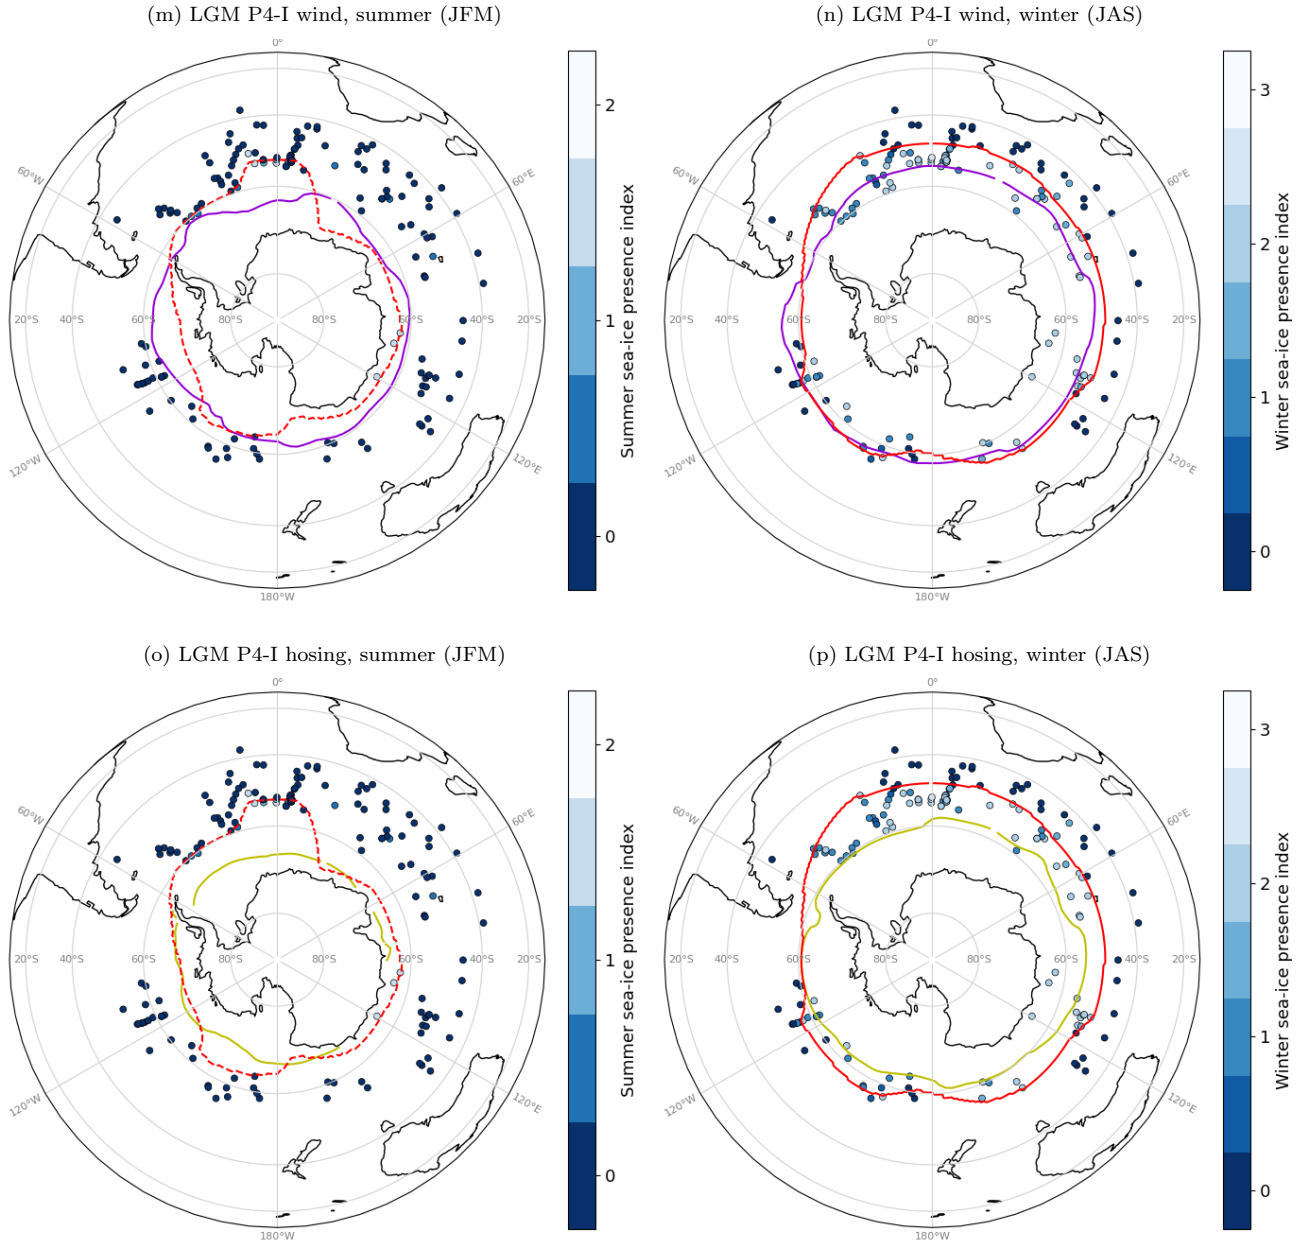 (m) LGM P4-I wind, summer (JFM)
(n) LGM P4-I wind, winter (JAS)
0°
60°W
60°E
20°S 40°S 60°S 80°S 80°S 60°S 40°S 20°S
120°W
120°E
180°W
2
1
0
Summer sea-ice presence index
0°
60°W
60°E
20°S 40°S 60°S 80°S 80°S 60°S 40°S 20°S
120°W
120°E
180°W
3
2
1
0
Winter sea-ice presence index
(o) LGM P4-I hosing, summer (JFM)
(p) LGM P4-I hosing, winter (JAS)
0°
60°W
60°E
20°S 40°S 60°S 80°S 80°S 60°S 40°S 20°S
120°W
120°E
180°W
2
1
0
Summer sea-ice presence index
0°
60°W
60°E
20°S 40°S 60°S 80°S 80°S 60°S 40°S 20°S
120°W
120°E
180°W
3
2
1
0
Winter sea-ice presence index